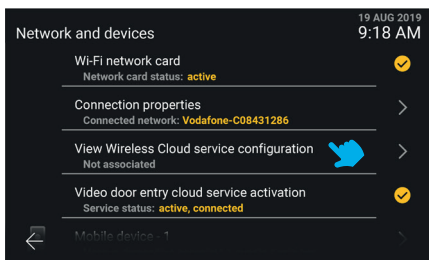 19 AUG 2019
Network and devices
9:18 AM
Wi-Fi network card
Network card status: active
Connection properties
Connected network: Vodafone-C08431286
View Wireless Cloud service configuration
Not associated
Video door entry cloud service activation
Service status: active, connected
Mobile device - 1